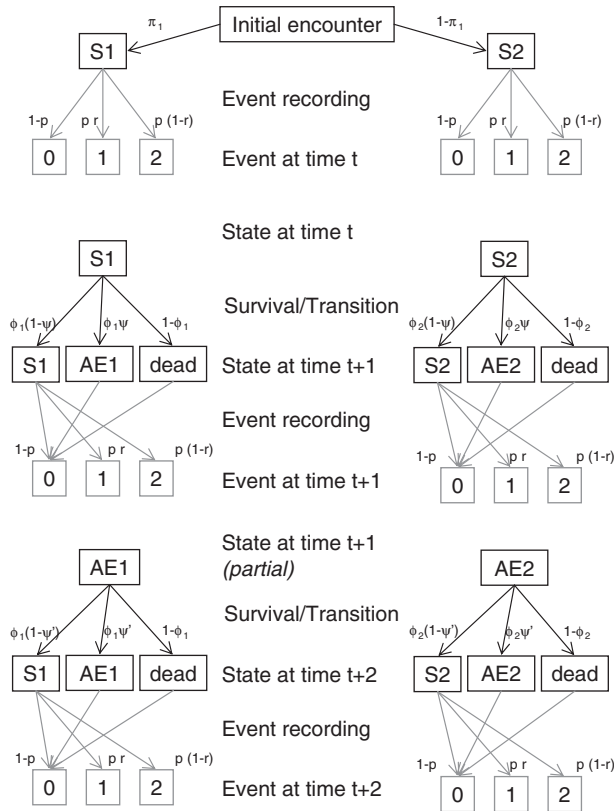 Initial encounter
π1 1-π1
S1 S2
Event recording
1-p p r p (1-r) 1-p p r p (1-r)
0 1 2 Event at time t 0 1 2
State at time t
S1 S2
Survival/Transition
ϕ1(1-ψ) ϕ1ψ 1-ϕ1 ϕ2(1-ψ) ϕ2ψ 1-ϕ2
S1 AE1 dead State at time t+1 S2 AE2 dead
Event recording
1-p p r p (1-r) 1-p p r p (1-r)
0 1 2 Event at time t+1 0 1 2
State at time t+1
AE1 (partial) AE2
Survival/Transition
ϕ1(1-ψ') ϕ1ψ' 1-ϕ1 ϕ2(1-ψ') ϕ2ψ' 1-ϕ2
S1 AE1 dead State at time t+2 S2 AE2 dead
Event recording
1-p p r p (1-r) 1-p p r p (1-r)
0 1 2 Event at time t+2 0 1 2